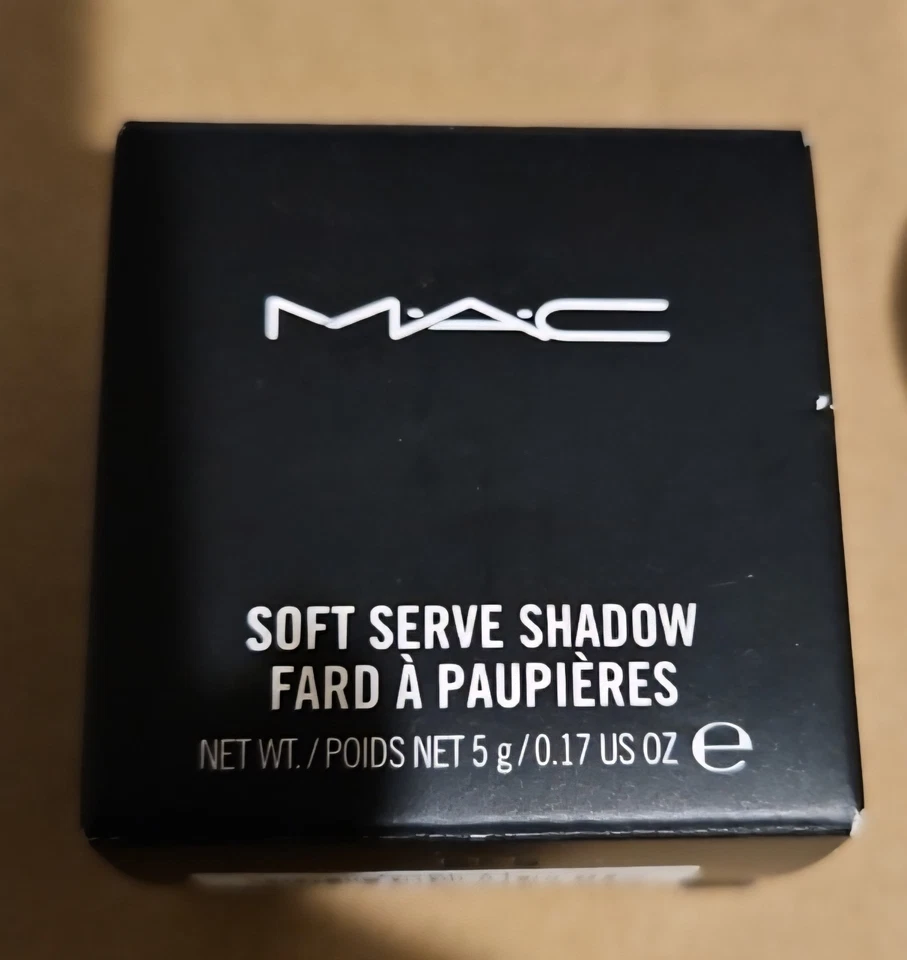 M·A·C
SOFT SERVE SHADOW
FARD À PAUPIÈRES
NET WT. / POIDS NET 5 g / 0.17 US OZ ℮